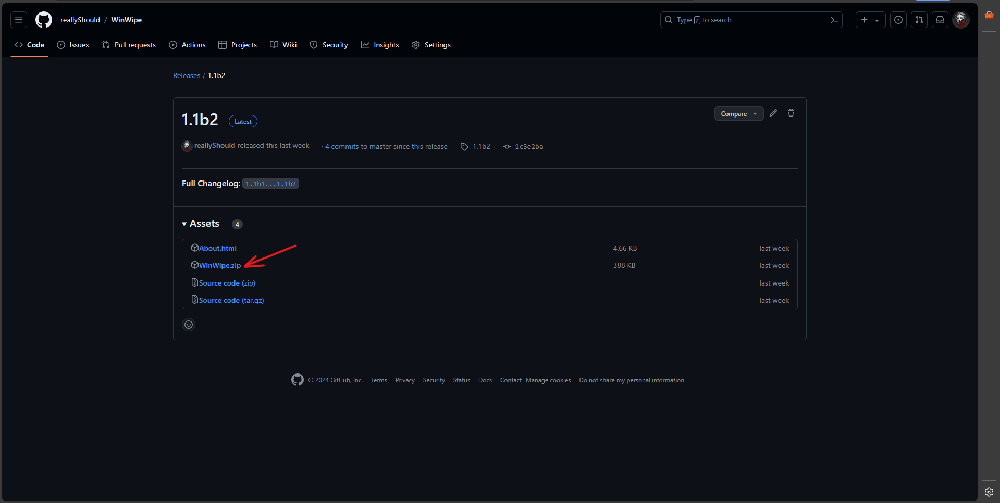 reallyShould / WinWipe
Type / to search
Code Issues Pull requests Actions Projects Wiki Security Insights Settings
Releases / 1.1b2
1.1b2 Latest
Compare
reallyShould released this last week · 4 commits to master since this release 1.1b2 1c3e2ba
Full Changelog: 1.1b1...1.1b2
Assets 4
About.html 4.66 KB last week
WinWipe.zip 388 KB last week
Source code (zip) last week
Source code (tar.gz) last week
© 2024 GitHub, Inc. Terms Privacy Security Status Docs Contact Manage cookies Do not share my personal information